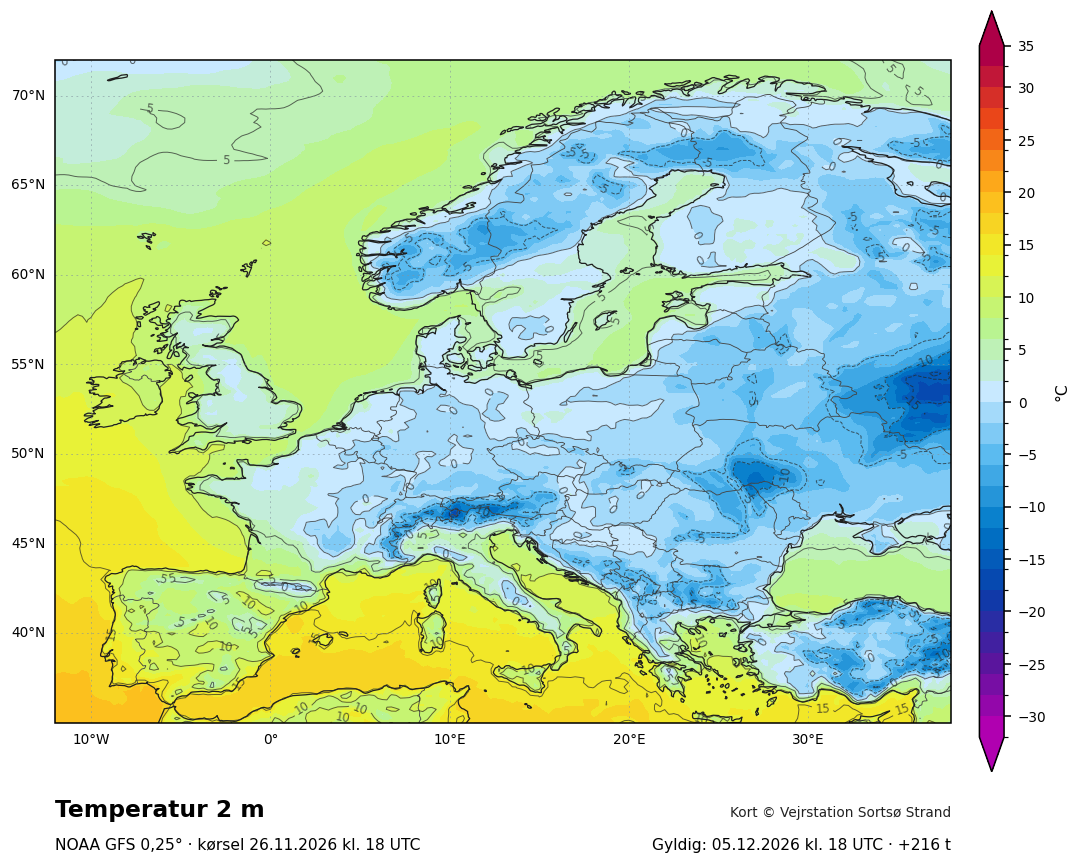 70°N
65°N
60°N
55°N
50°N
45°N
40°N
10°W
0°
10°E
20°E
30°E
35
30
25
20
15
10
5
0
−5
−10
−15
−20
−25
−30
°C
Temperatur 2 m
Kort © Vejrstation Sortsø Strand
NOAA GFS 0,25° · kørsel 26.11.2026 kl. 18 UTC
Gyldig: 05.12.2026 kl. 18 UTC · +216 t